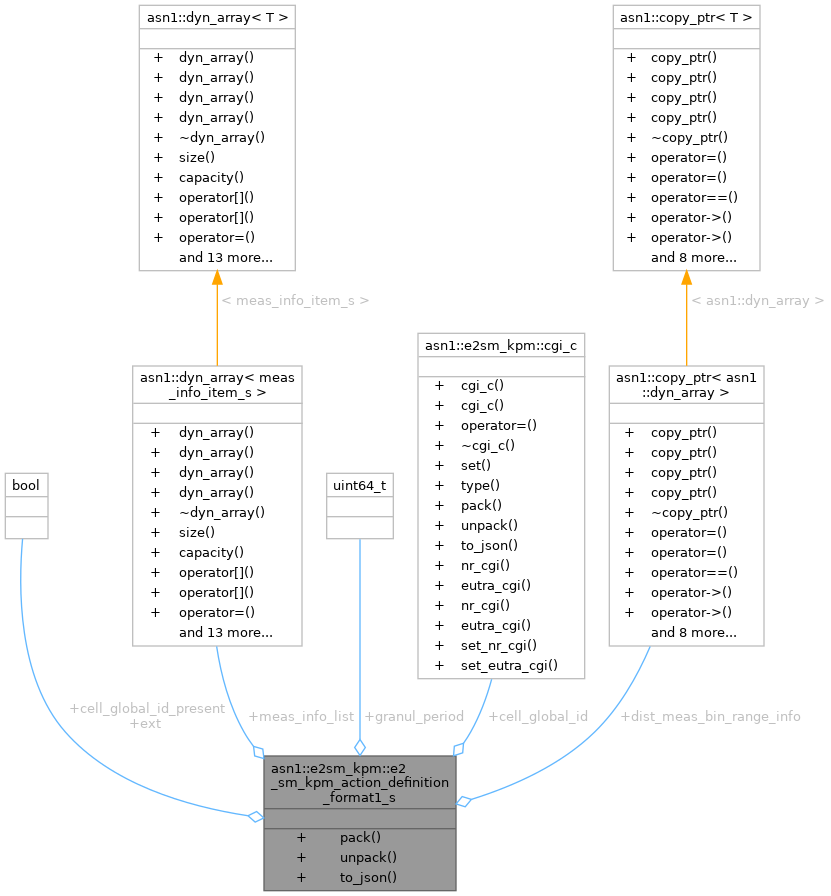 asn1::dyn_array< T >
+ dyn_array()
+ dyn_array()
+ dyn_array()
+ dyn_array()
+ ~dyn_array()
+ size()
+ capacity()
+ operator[]()
+ operator[]()
+ operator=()
and 13 more...
asn1::copy_ptr< T >
+ copy_ptr()
+ copy_ptr()
+ copy_ptr()
+ copy_ptr()
+ ~copy_ptr()
+ operator=()
+ operator=()
+ operator==()
+ operator->()
+ operator->()
and 8 more...
< meas_info_item_s >
< asn1::dyn_array >
bool
asn1::dyn_array< meas
_info_item_s >
+ dyn_array()
+ dyn_array()
+ dyn_array()
+ dyn_array()
+ ~dyn_array()
+ size()
+ capacity()
+ operator[]()
+ operator[]()
+ operator=()
and 13 more...
uint64_t
asn1::e2sm_kpm::cgi_c
+ cgi_c()
+ cgi_c()
+ operator=()
+ ~cgi_c()
+ set()
+ type()
+ pack()
+ unpack()
+ to_json()
+ nr_cgi()
+ eutra_cgi()
+ nr_cgi()
+ eutra_cgi()
+ set_nr_cgi()
+ set_eutra_cgi()
asn1::copy_ptr< asn1
::dyn_array >
+ copy_ptr()
+ copy_ptr()
+ copy_ptr()
+ copy_ptr()
+ ~copy_ptr()
+ operator=()
+ operator=()
+ operator==()
+ operator->()
+ operator->()
and 8 more...
+cell_global_id_present
+ext
+meas_info_list
+granul_period
+cell_global_id
+dist_meas_bin_range_info
asn1::e2sm_kpm::e2
_sm_kpm_action_definition
_format1_s
+ pack()
+ unpack()
+ to_json()